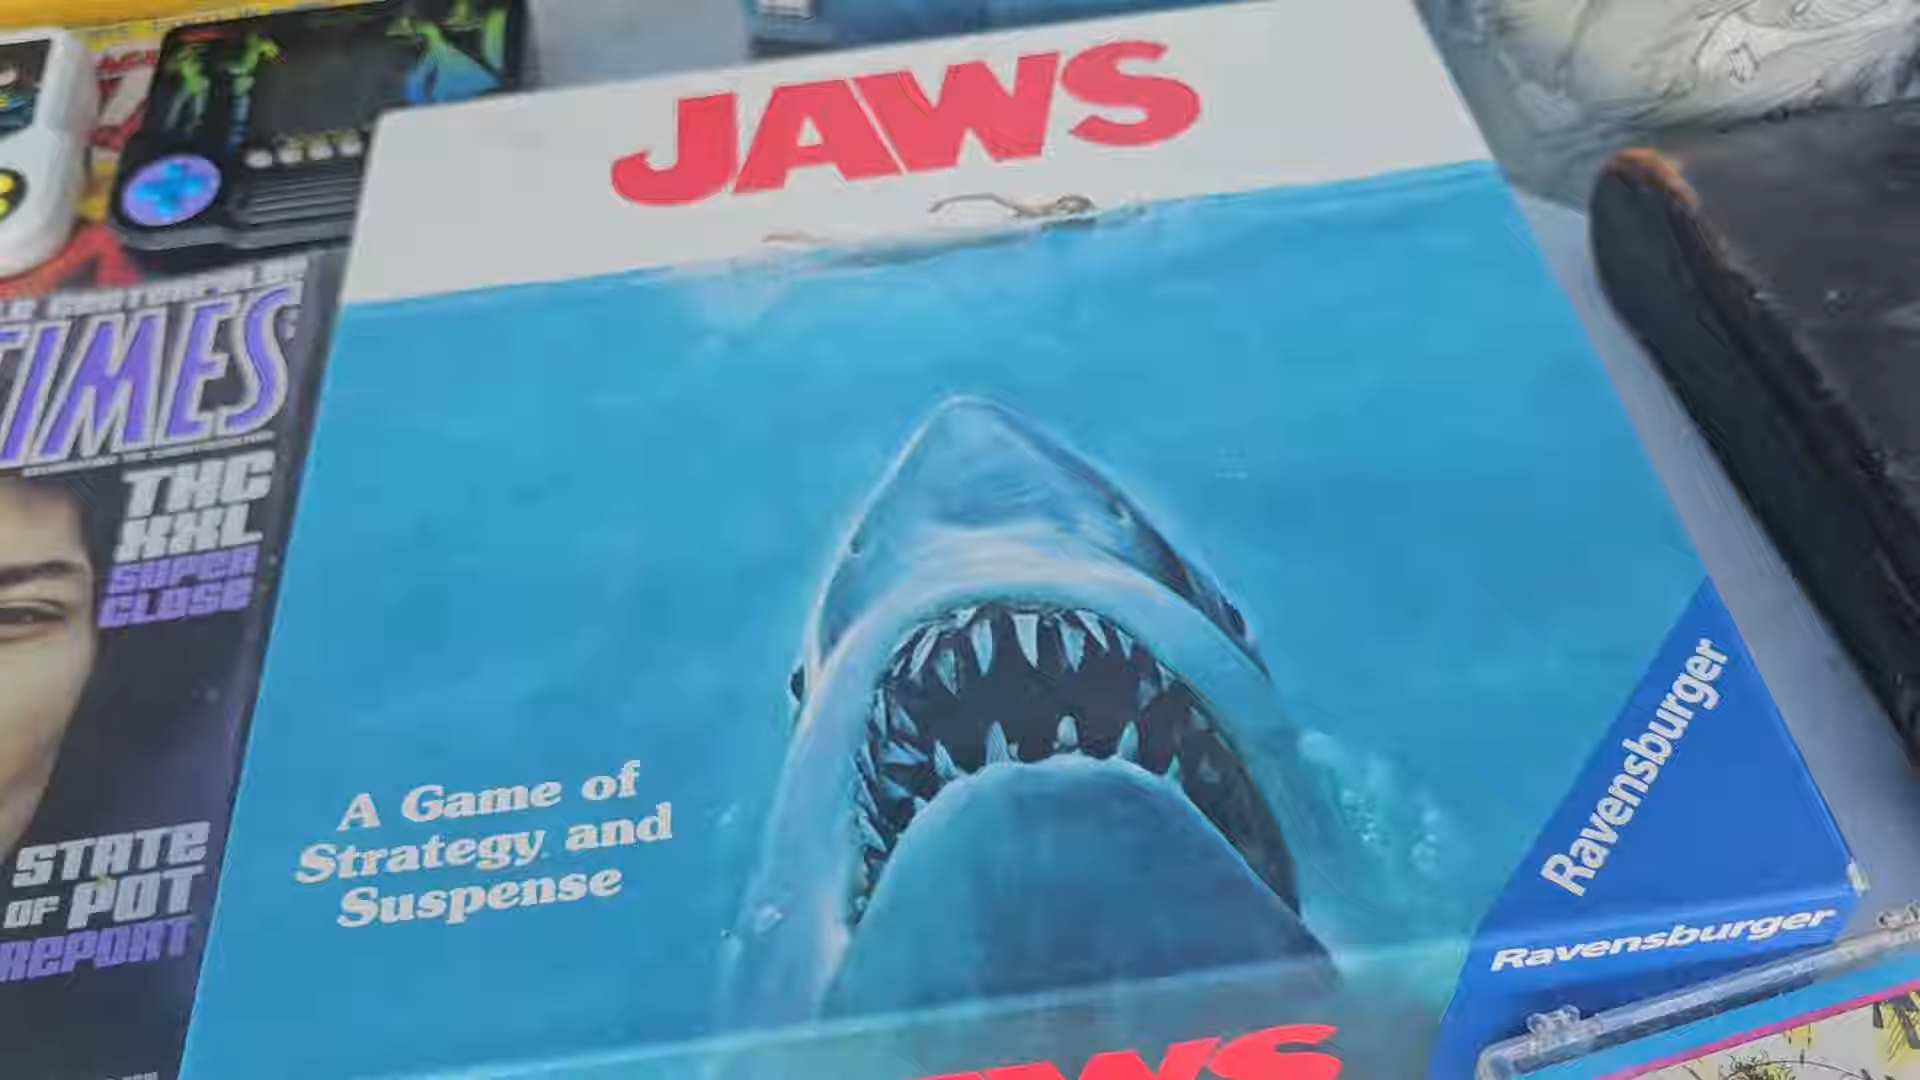 JAWS
TIMES
THC
XXL
SUPER
CLOSE
STATE
OF POT
REPORT
A Game of
Strategy and
Suspense
Ravensburger
Ravensburger